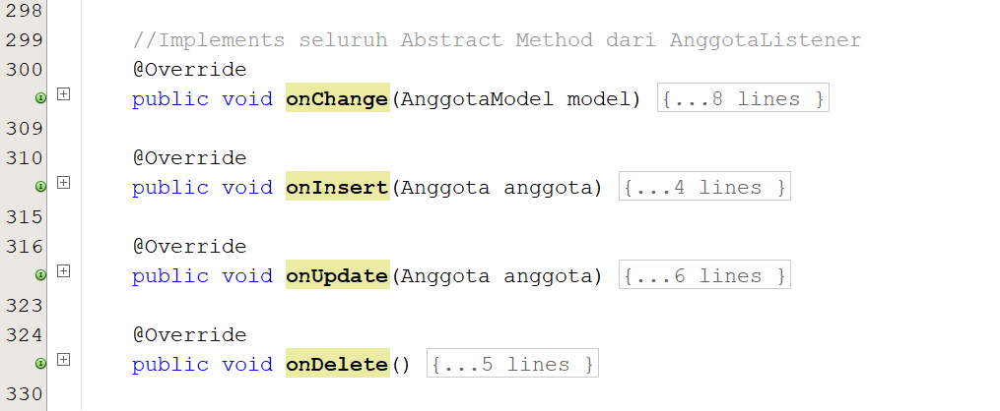 298
299 //Implements seluruh Abstract Method dari AnggotaListener
300 @Override
public void onChange(AnggotaModel model) {...8 lines }
309
310 @Override
public void onInsert(Anggota anggota) {...4 lines }
315
316 @Override
public void onUpdate(Anggota anggota) {...6 lines }
323
324 @Override
public void onDelete() {...5 lines }
330